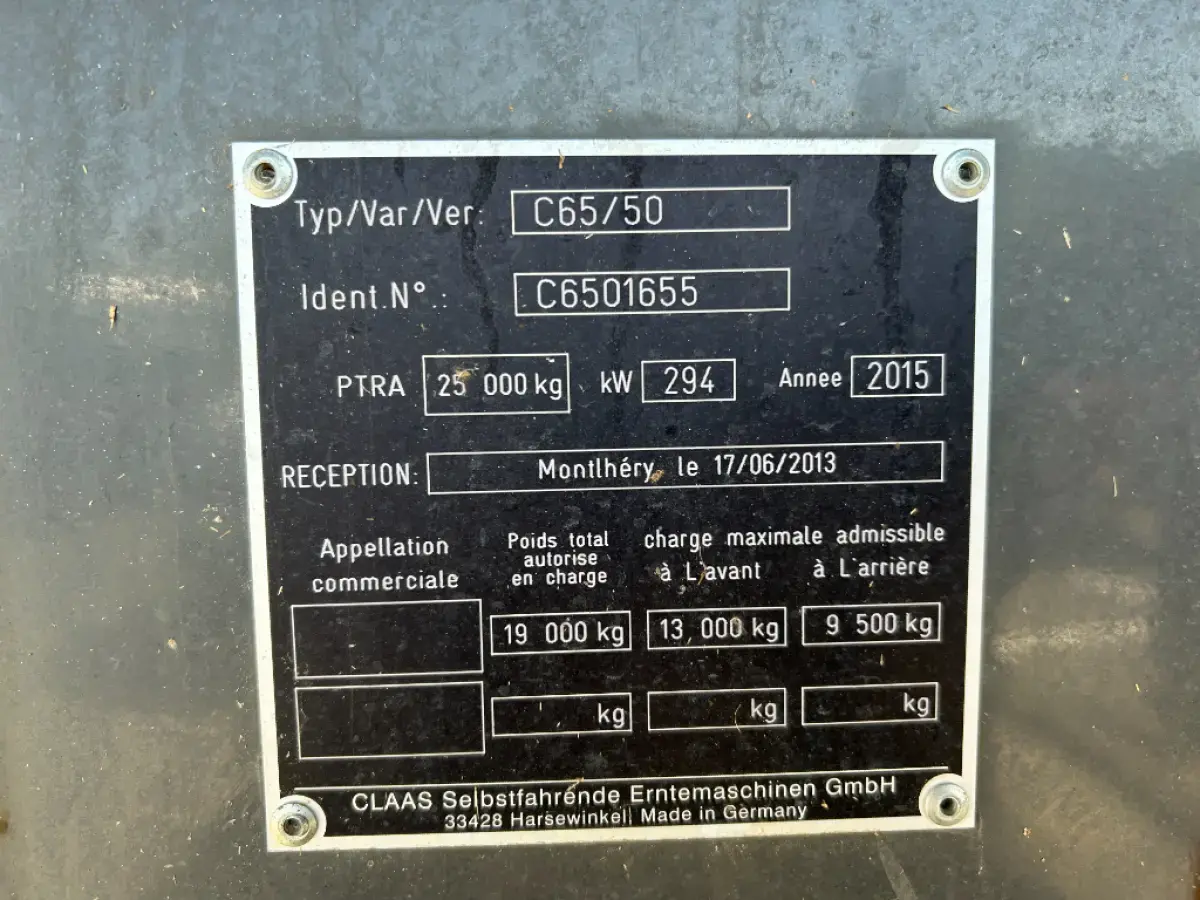 Typ/Var/Ver: C65/50
Ident.N°.: C6501655
PTRA 25 000 kg kW 294 Annee 2015
RECEPTION: Montlhéry, le 17/06/2013
Appellation commerciale
Poids total autorise en charge
charge maximale admissible
à L'avant à L'arrière
19 000 kg 13 000 kg 9 500 kg
kg kg kg
CLAAS Selbstfahrende Erntemaschinen GmbH
33428 Harsewinkel Made in Germany